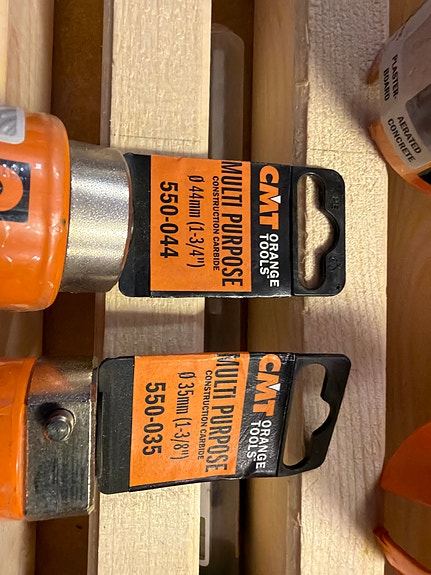 CMT ORANGE
TOOLS™
MULTI PURPOSE
CONSTRUCTION CARBIDE
Ø 44mm (1-3/4")
550-044
CMT ORANGE
TOOLS
MULTI PURPOSE
CONSTRUCTION CARBIDE
Ø 35mm (1-3/8")
550-035
PLASTER-
BOARD
AERATED
CONCRETE